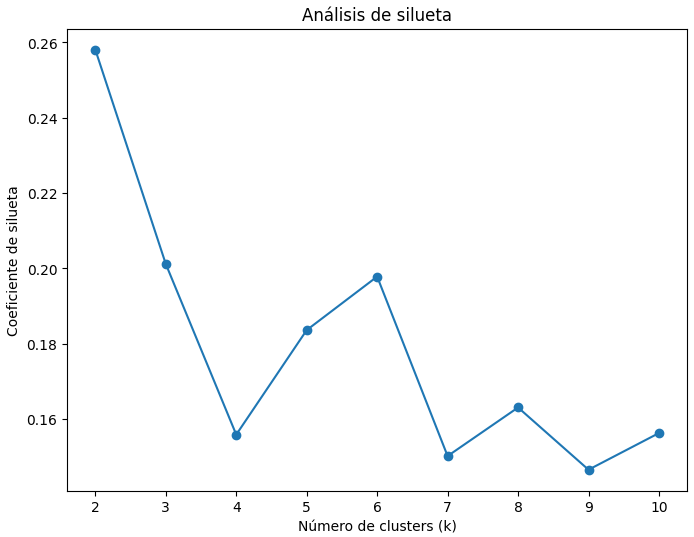 Análisis de silueta
0.26
0.24
0.22
0.20
0.18
0.16
Coeficiente de silueta
2 3 4 5 6 7 8 9 10
Número de clusters (k)